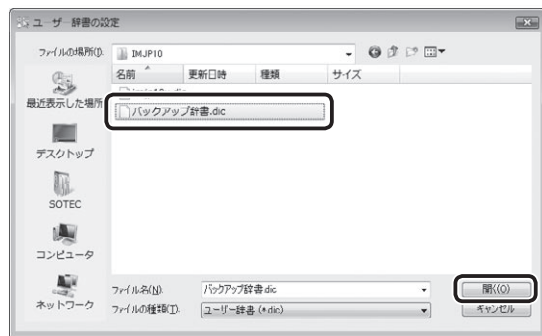 ユーザー辞書の設定
ファイルの場所(I):
IMJP10
名前
更新日時
種類
サイズ
バックアップ辞書.dic
最近表示した場所
デスクトップ
SOTEC
コンピュータ
ネットワーク
ファイル名(N):
バックアップ辞書.dic
開く(O)
ファイルの種類(T):
ユーザー辞書 (*.dic)
キャンセル